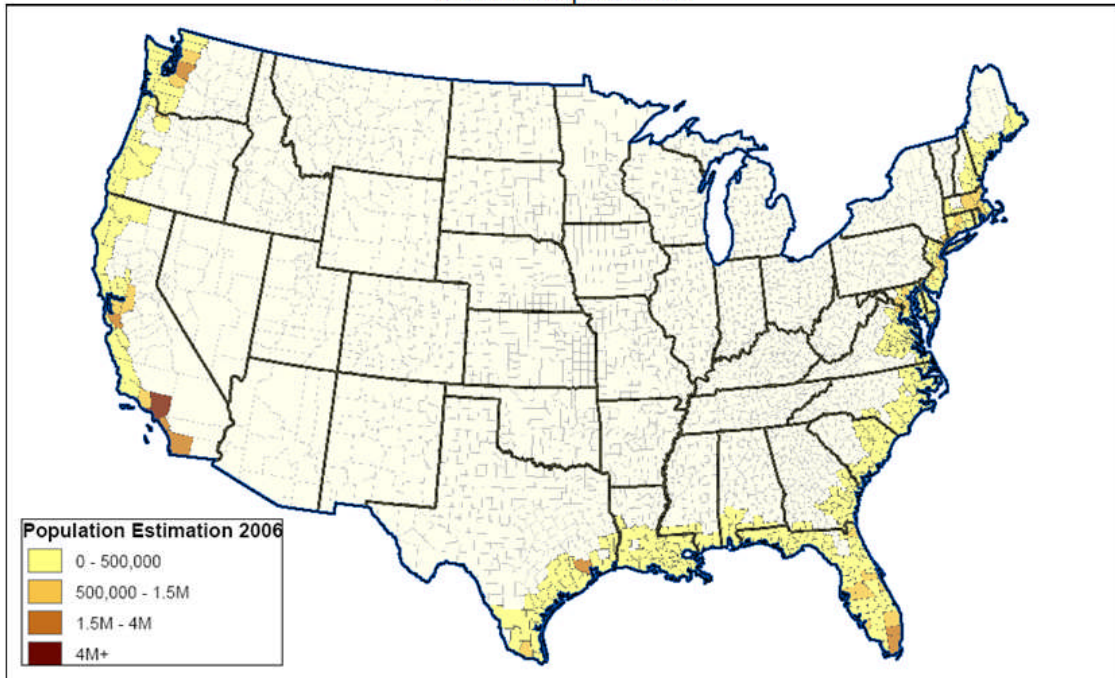 Population Estimation 2006
0 - 500,000
500,000 - 1.5M
1.5M - 4M
4M+